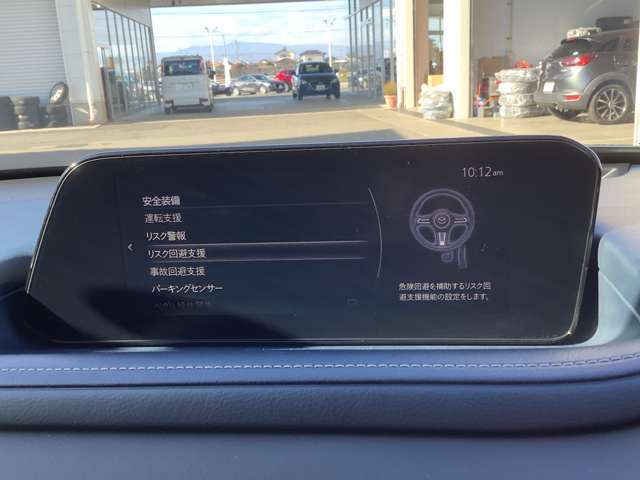 10:12am
安全装備
運転支援
リスク警報
リスク回避支援
事故回避支援
パーキングセンサー
危険回避を補助するリスク回
避支援機能の設定をします。